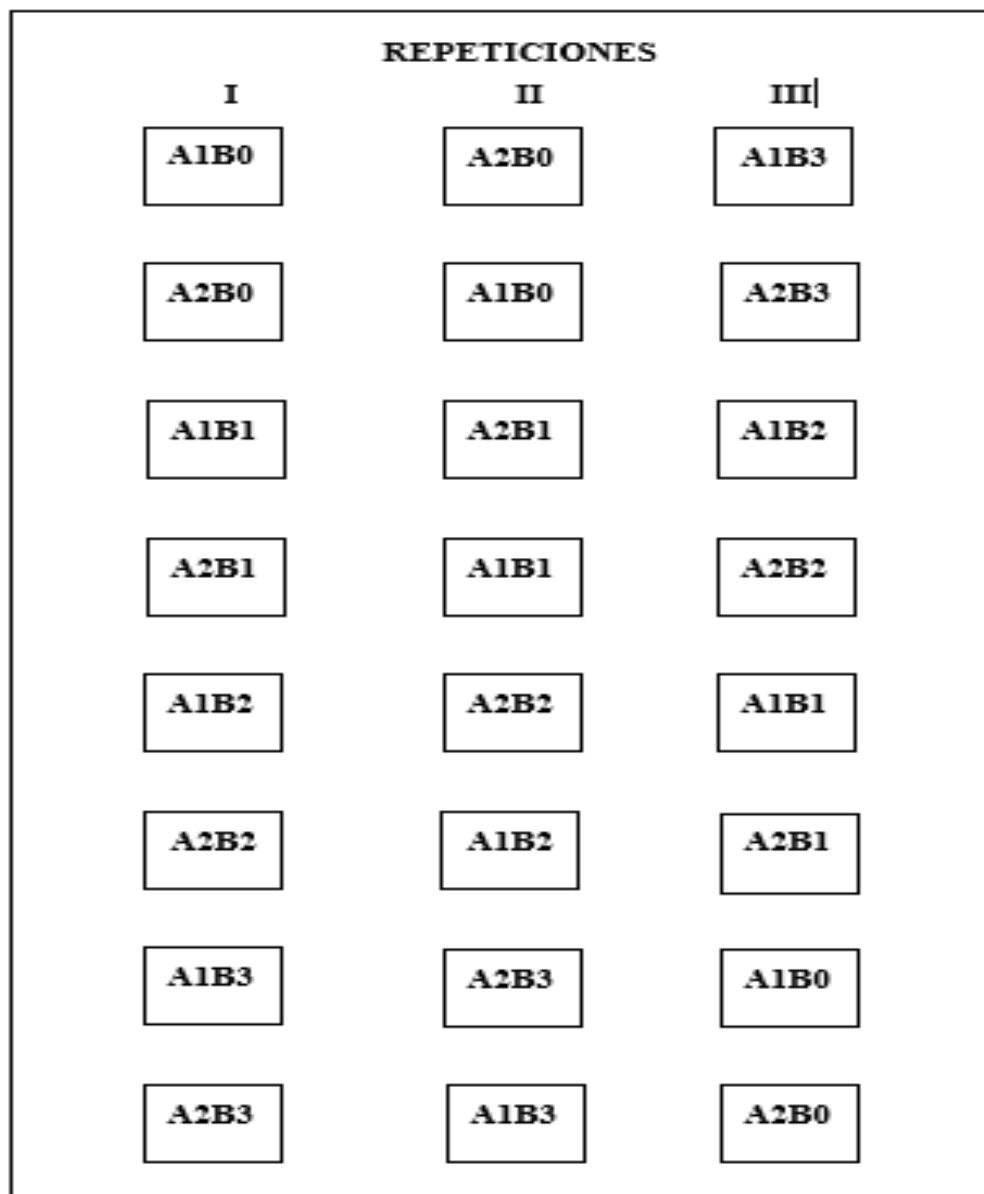 REPETICIONES
I II III
A1B0 A2B0 A1B3
A2B0 A1B0 A2B3
A1B1 A2B1 A1B2
A2B1 A1B1 A2B2
A1B2 A2B2 A1B1
A2B2 A1B2 A2B1
A1B3 A2B3 A1B0
A2B3 A1B3 A2B0